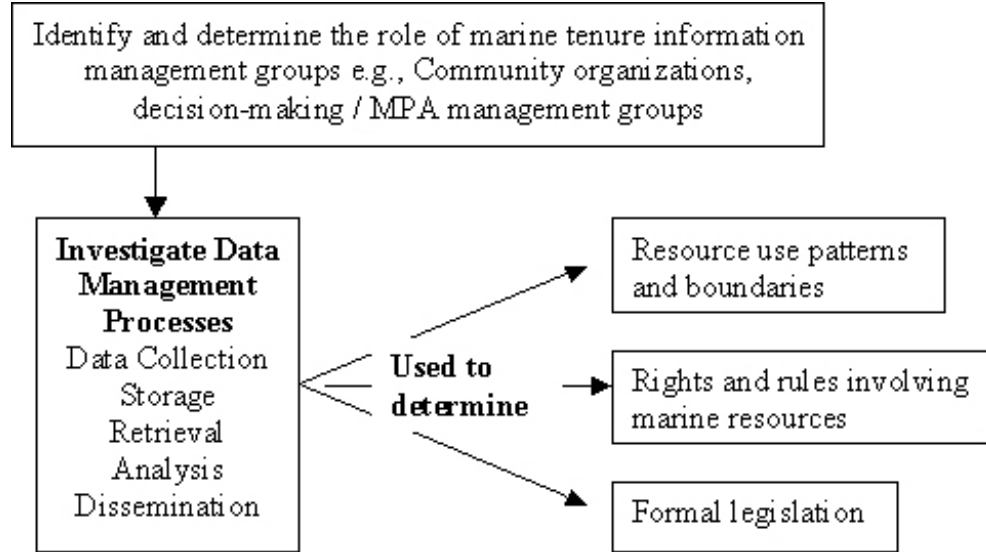 Identify and determine the role of marine tenure information
management groups e.g., Community organizations,
decision-making / MPA management groups
Investigate Data
Management
Processes
Data Collection
Storage
Retrieval
Analysis
Dissemination
Used to
determine
Resource use patterns
and boundaries
Rights and rules involving
marine resources
Formal legislation